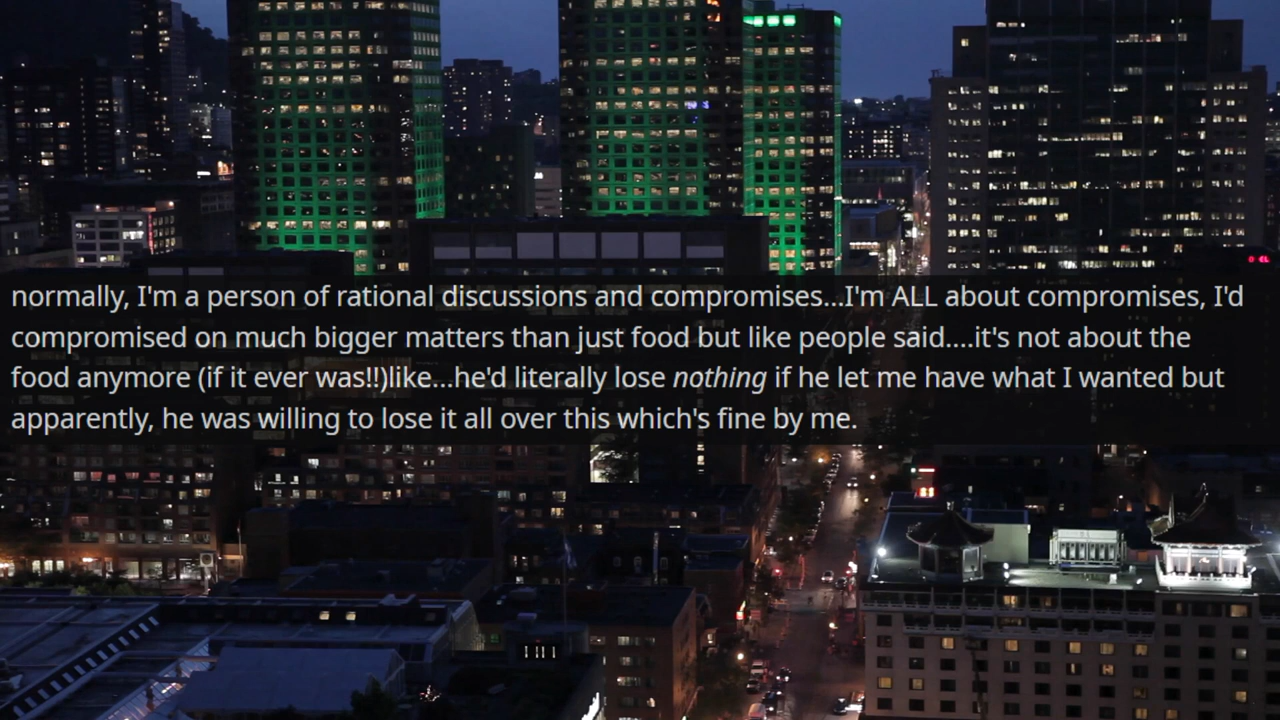 normally, I'm a person of rational discussions and compromises...I'm ALL about compromises, I'd
compromised on much bigger matters than just food but like people said....it's not about the
food anymore (if it ever was!!)like...he'd literally lose nothing if he let me have what I wanted but
apparently, he was willing to lose it all over this which's fine by me.